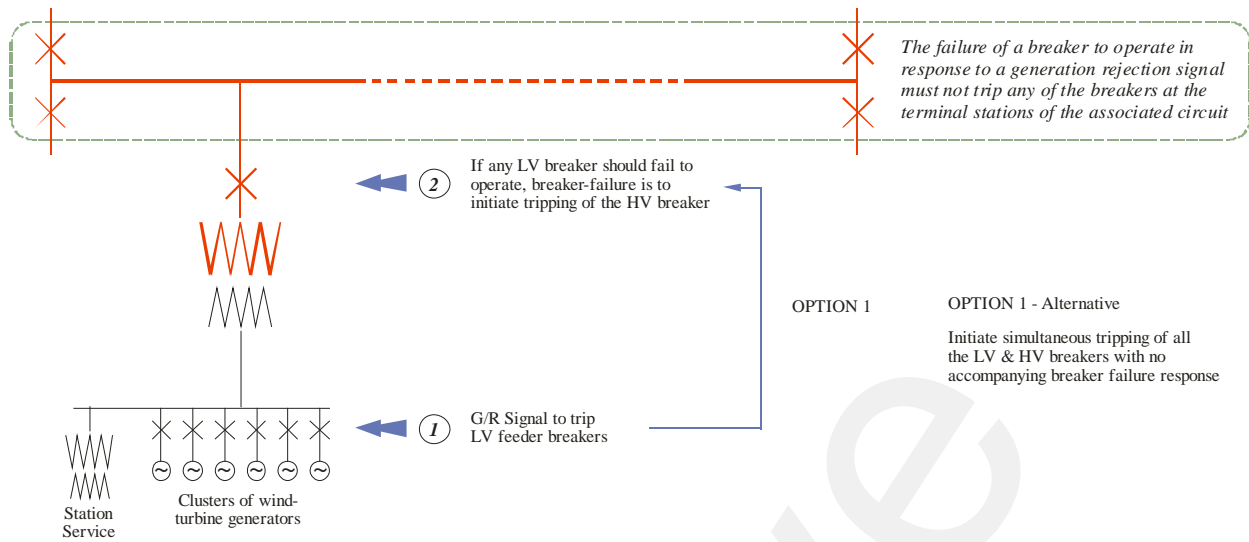 The failure of a breaker to operate in
response to a generation rejection signal
must not trip any of the breakers at the
terminal stations of the associated circuit
2
If any LV breaker should fail to
operate, breaker-failure is to
initiate tripping of the HV breaker
OPTION 1
OPTION 1 - Alternative
Initiate simultaneous tripping of all
the LV & HV breakers with no
accompanying breaker failure response
1
G/R Signal to trip
LV feeder breakers
Clusters of wind-
turbine generators
Station
Service